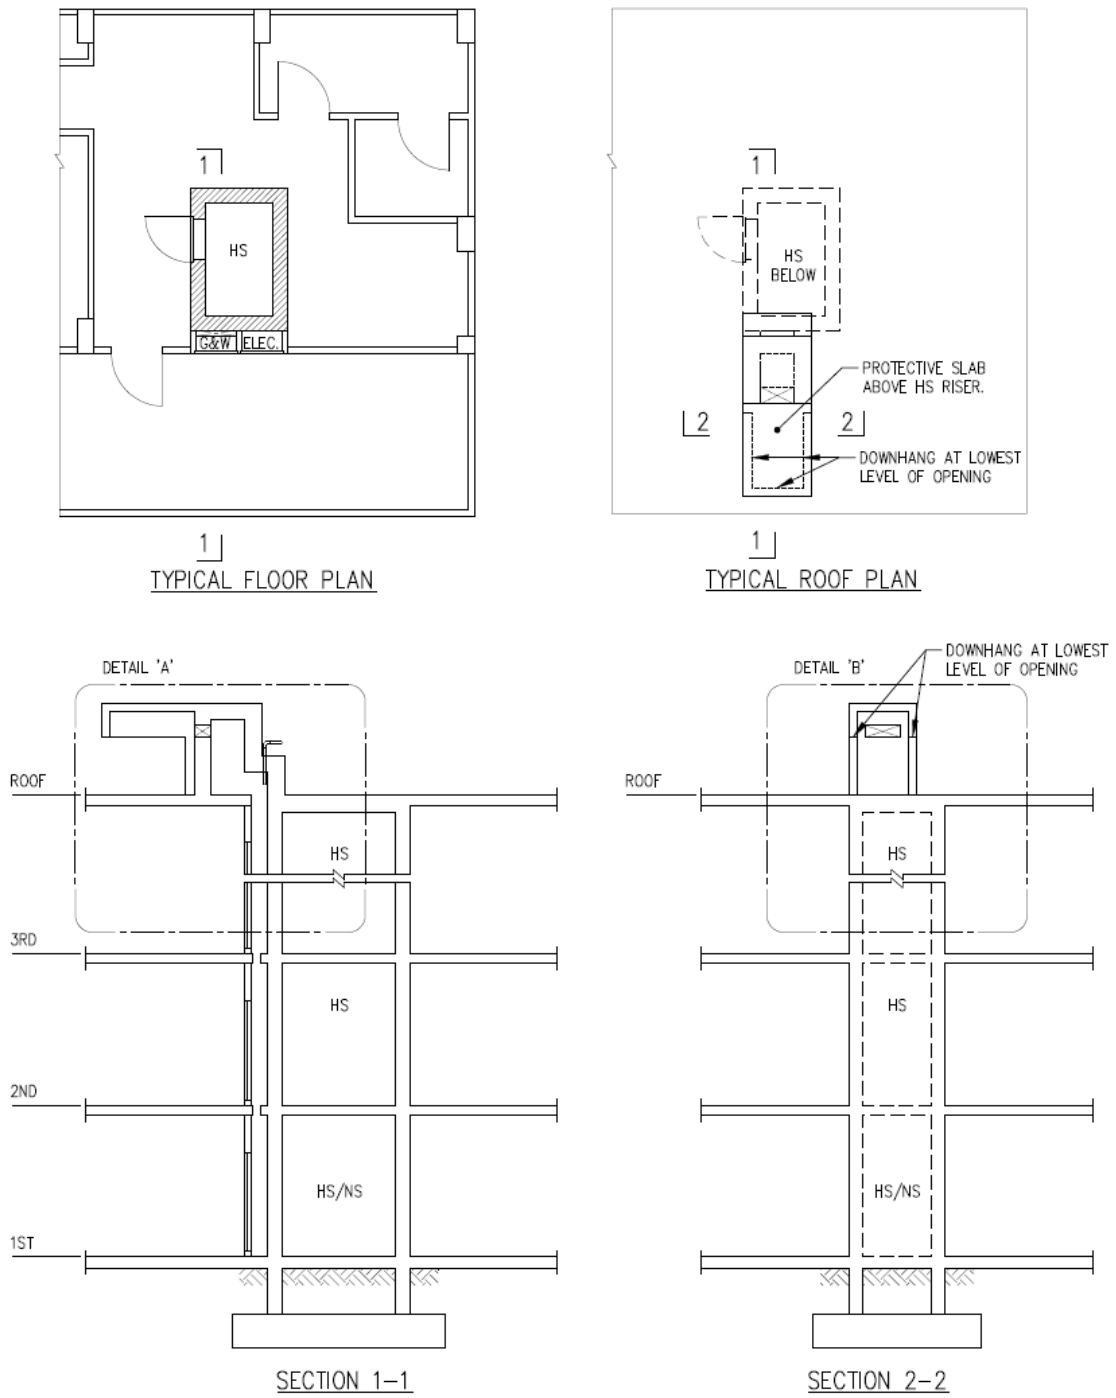 1
1
HS
HS
BELOW
G&W
ELEC.
PROTECTIVE SLAB
ABOVE HS RISER.
2
2
DOWNHANG AT LOWEST
LEVEL OF OPENING
1
TYPICAL FLOOR PLAN
1
TYPICAL ROOF PLAN
DETAIL 'A'
DETAIL 'B'
DOWNHANG AT LOWEST
LEVEL OF OPENING
ROOF
HS
3RD
HS
2ND
HS/NS
1ST
SECTION 1-1
ROOF
HS
HS
HS/NS
SECTION 2-2